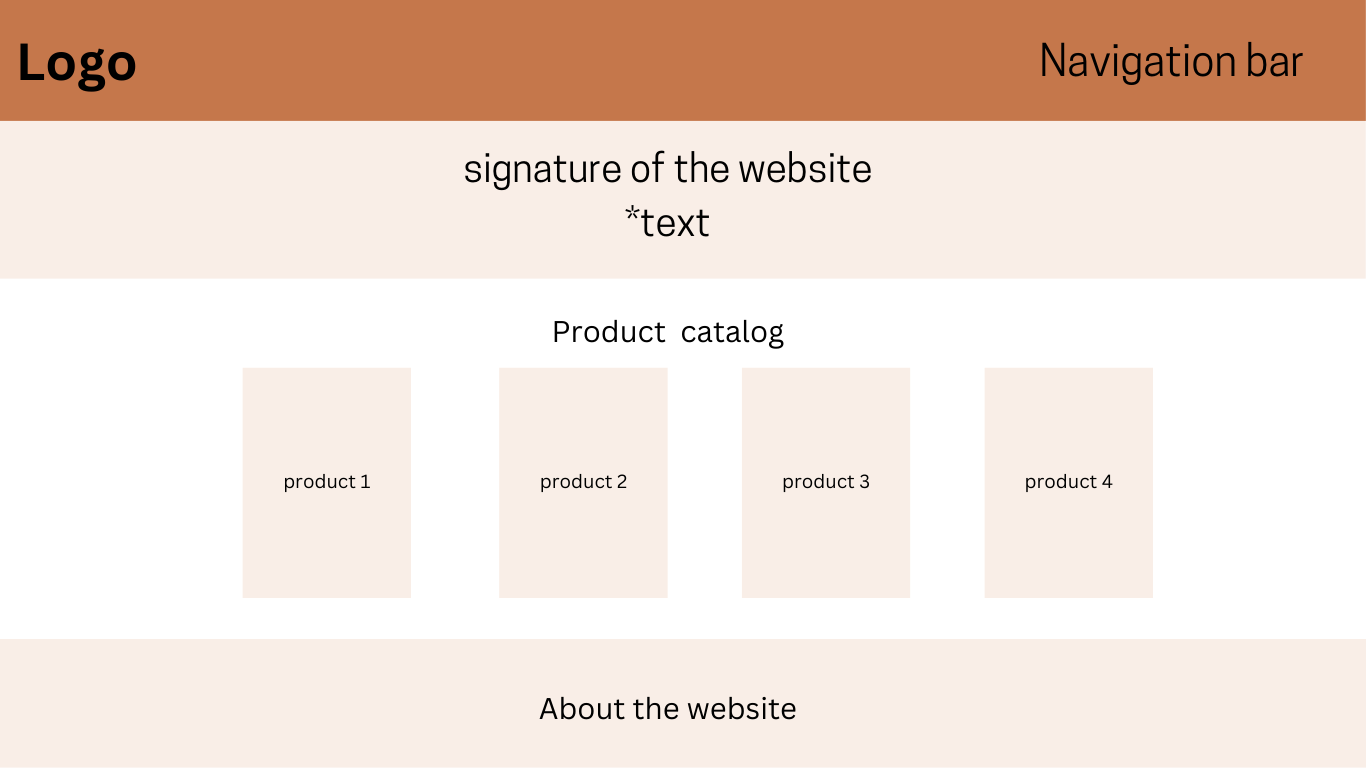 Logo
Navigation bar
signature of the website
*text
Product  catalog
product 1
product 2
product 3
product 4
About the website